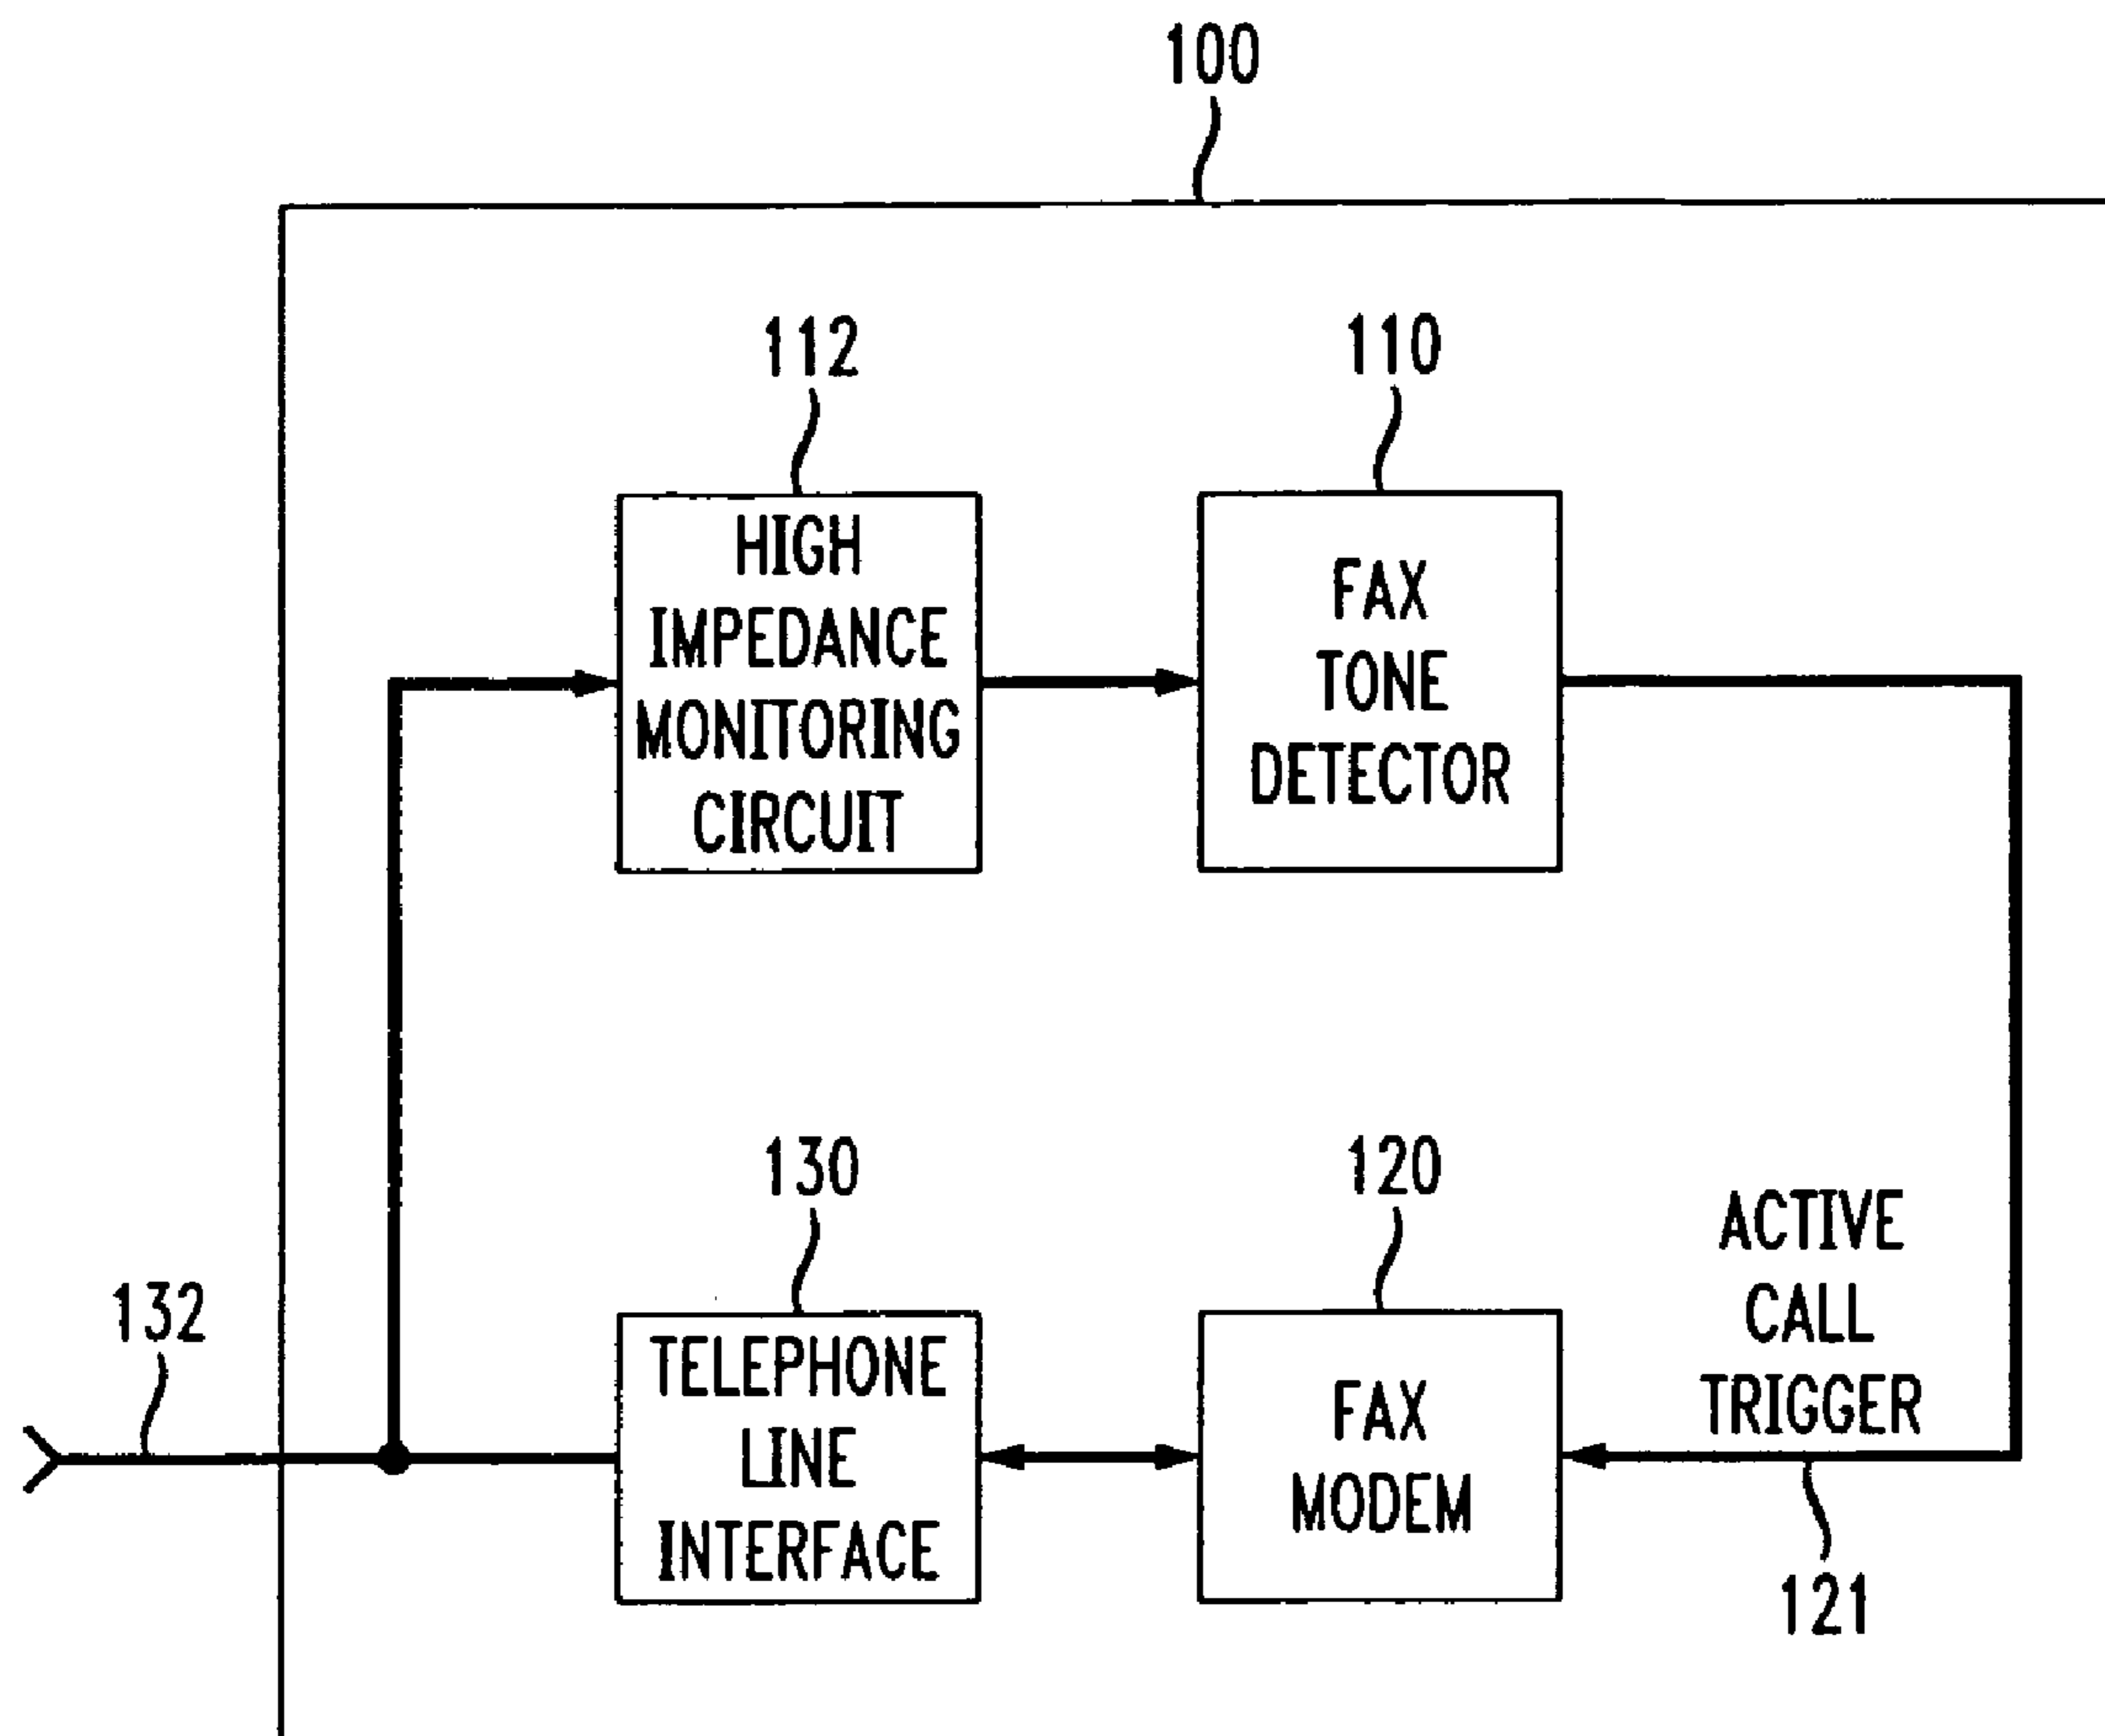 100
112
110
HIGH
IMPEDANCE
MONITORING
CIRCUIT
FAX
TONE
DETECTOR
130
120
132
TELEPHONE
LINE
INTERFACE
FAX
MODEM
ACTIVE
CALL
TRIGGER
121